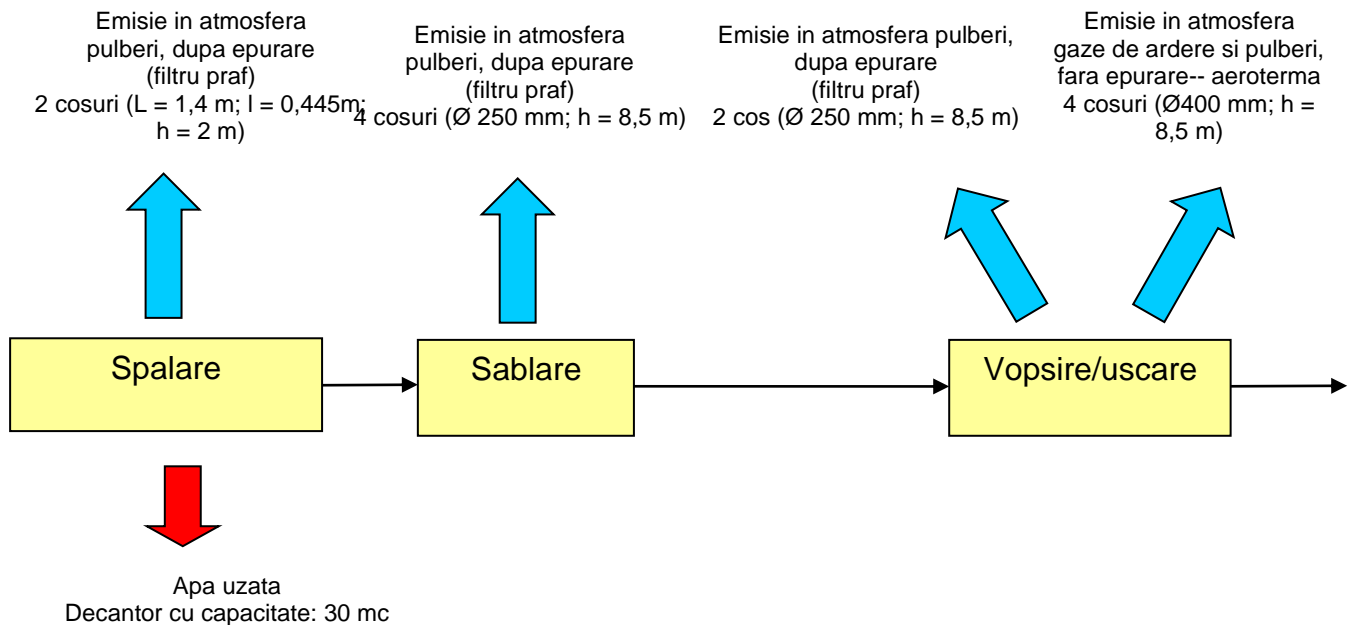 Emisie in atmosfera
pulberi, dupa epurare
(filtru praf)
2 cosuri (L = 1,4 m; l = 0,445m;
h = 2 m)
Emisie in atmosfera
pulberi, dupa epurare
(filtru praf)
4 cosuri (Ø 250 mm; h = 8,5 m)
Emisie in atmosfera pulberi,
dupa epurare
(filtru praf)
2 cos (Ø 250 mm; h = 8,5 m)
Emisie in atmosfera
gaze de ardere si pulberi,
fara epurare-- aeroterma
4 cosuri (Ø400 mm; h =
8,5 m)
Spalare
Sablare
Vopsire/uscare
Apa uzata
Decantor cu capacitate: 30 mc